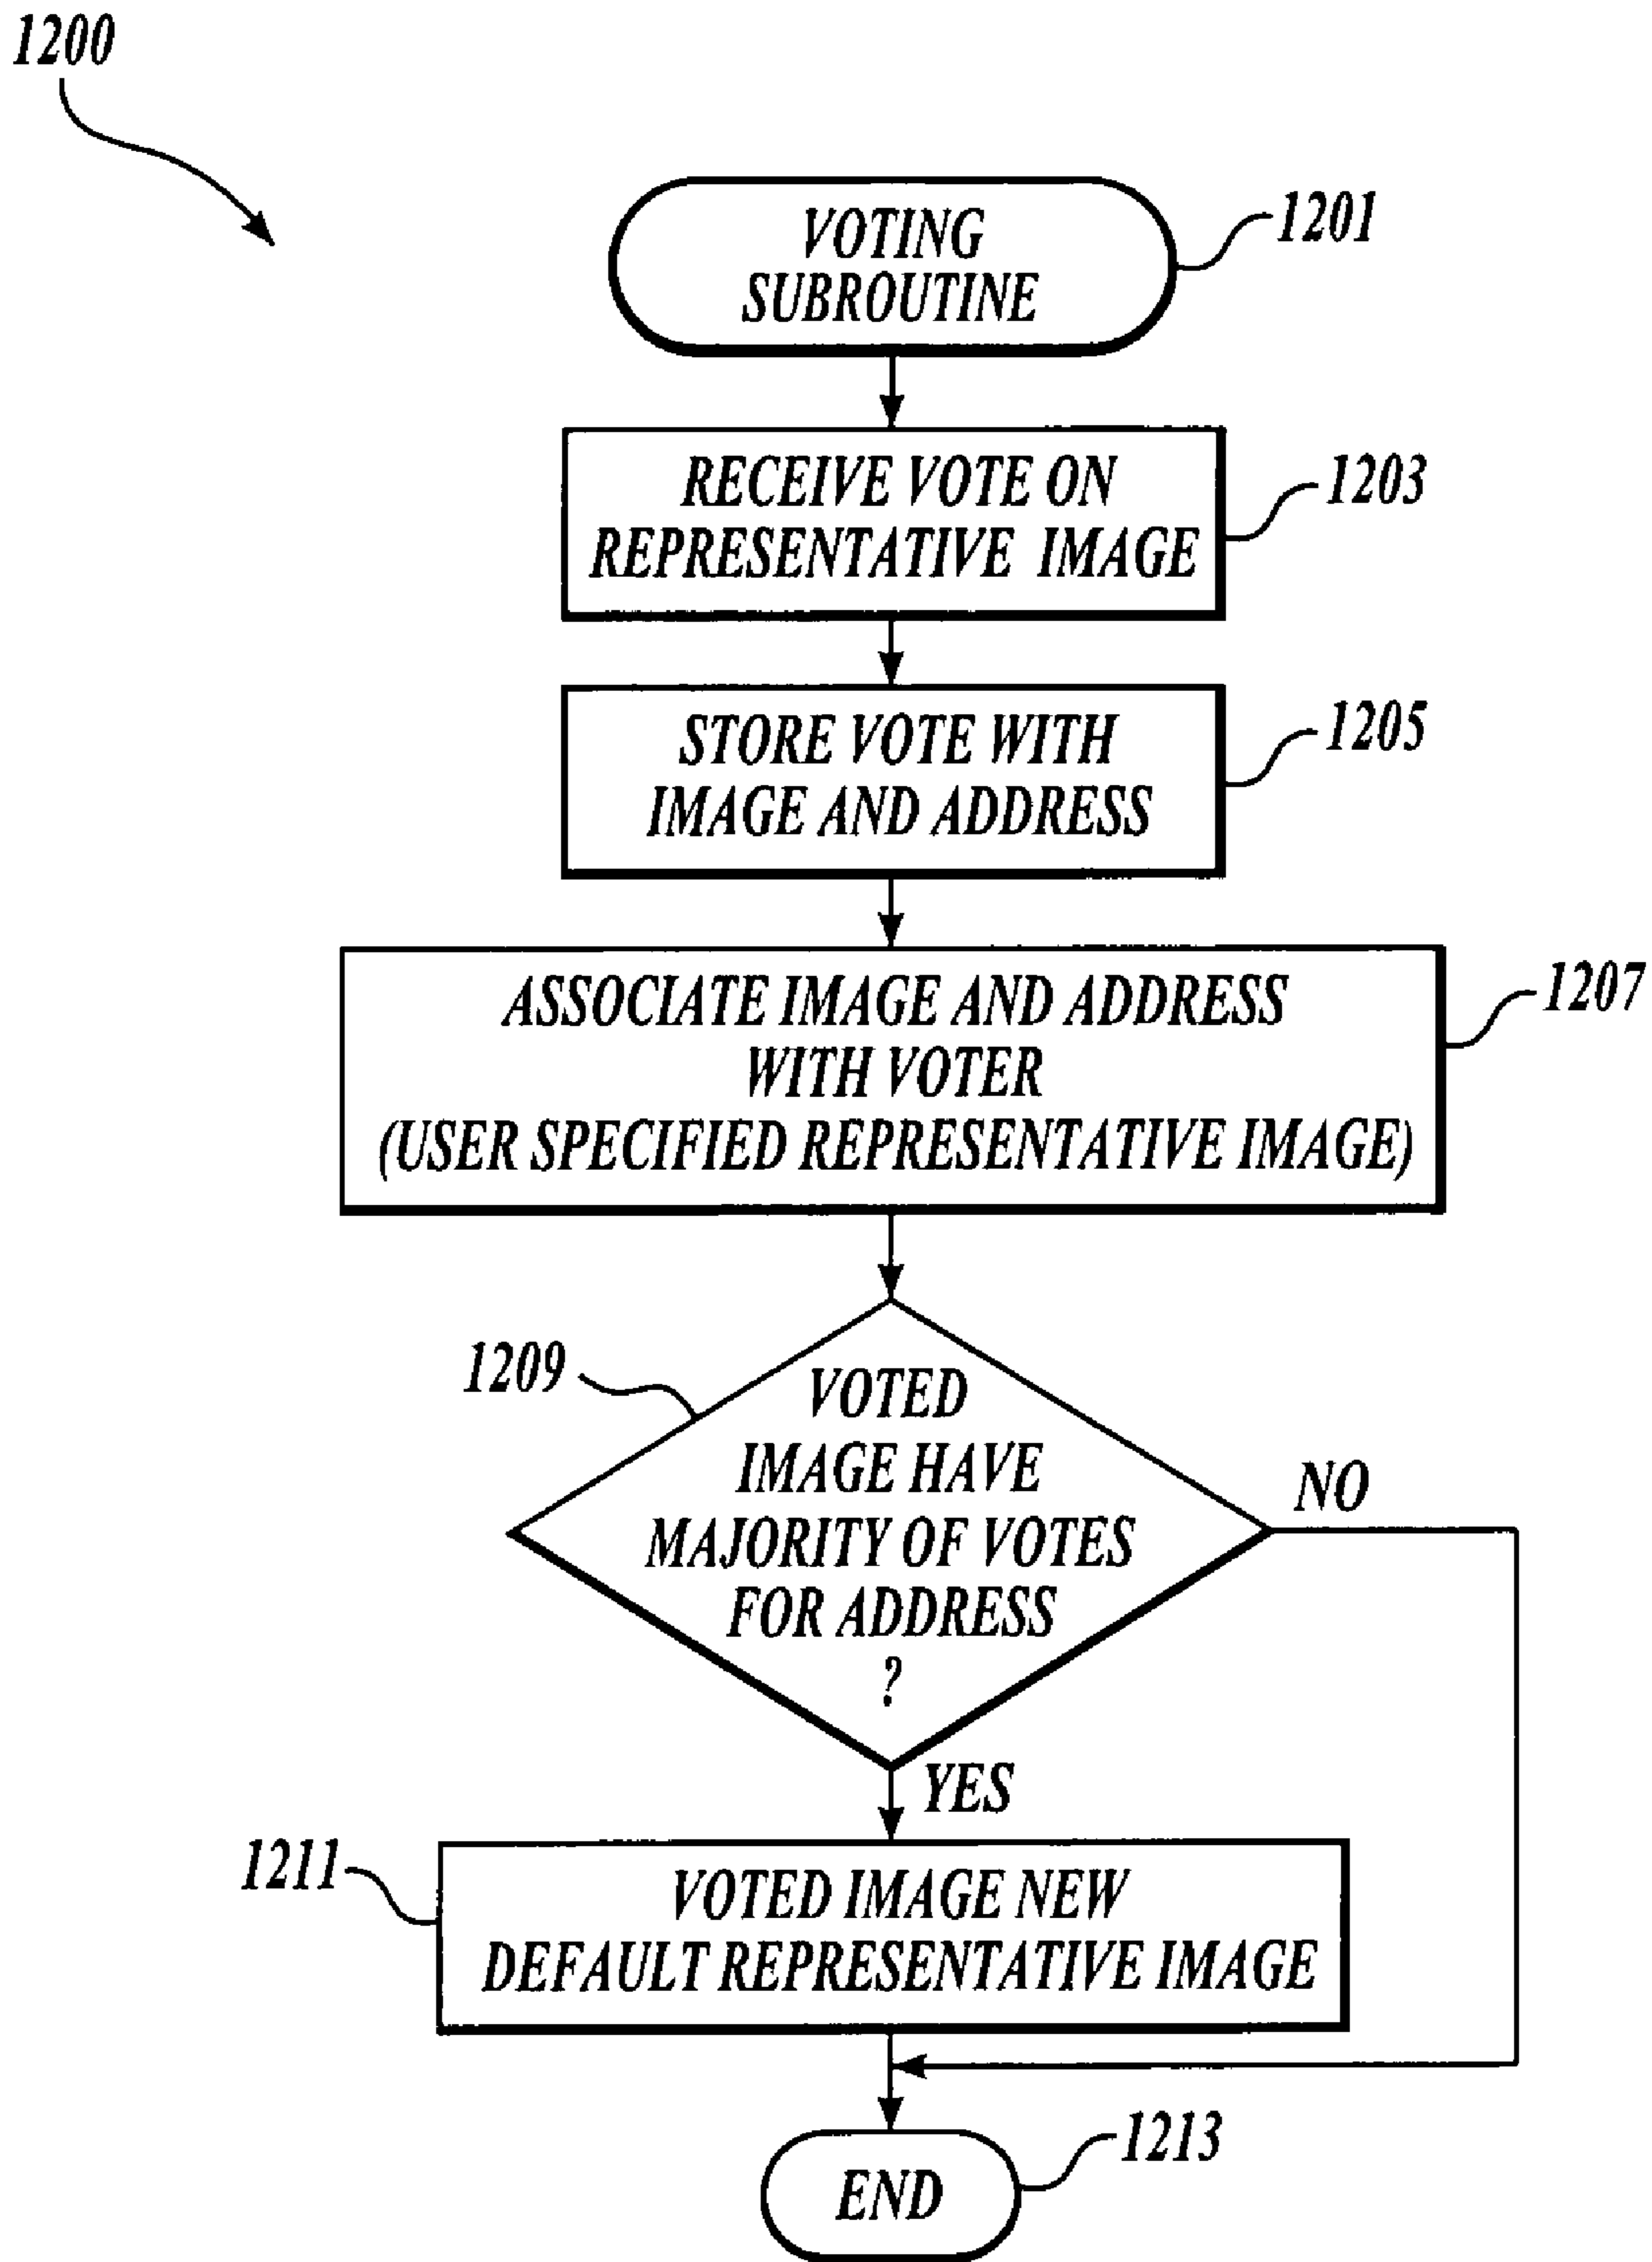 1200
VOTING
SUBROUTINE
1201
RECEIVE VOTE ON
REPRESENTATIVE IMAGE
1203
STORE VOTE WITH
IMAGE AND ADDRESS
1205
ASSOCIATE IMAGE AND ADDRESS
WITH VOTER
(USER SPECIFIED REPRESENTATIVE IMAGE)
1207
1209
VOTED
IMAGE HAVE
MAJORITY OF VOTES
FOR ADDRESS
?
NO
YES
1211
VOTED IMAGE NEW
DEFAULT REPRESENTATIVE IMAGE
1213
END